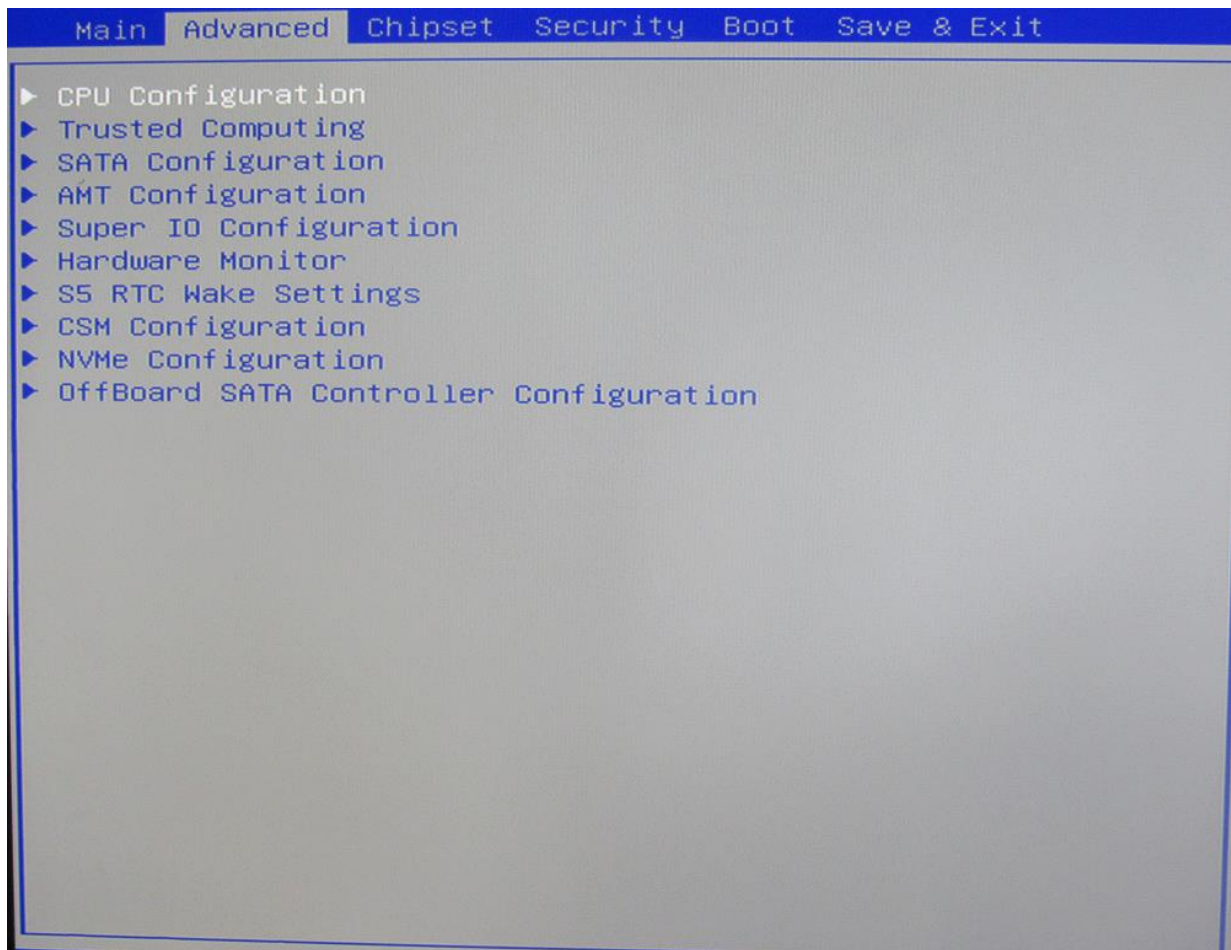 Main Advanced Chipset Security Boot Save & Exit
CPU Configuration
Trusted Computing
SATA Configuration
AMT Configuration
Super IO Configuration
Hardware Monitor
S5 RTC Wake Settings
CSM Configuration
NVMe Configuration
OffBoard SATA Controller Configuration